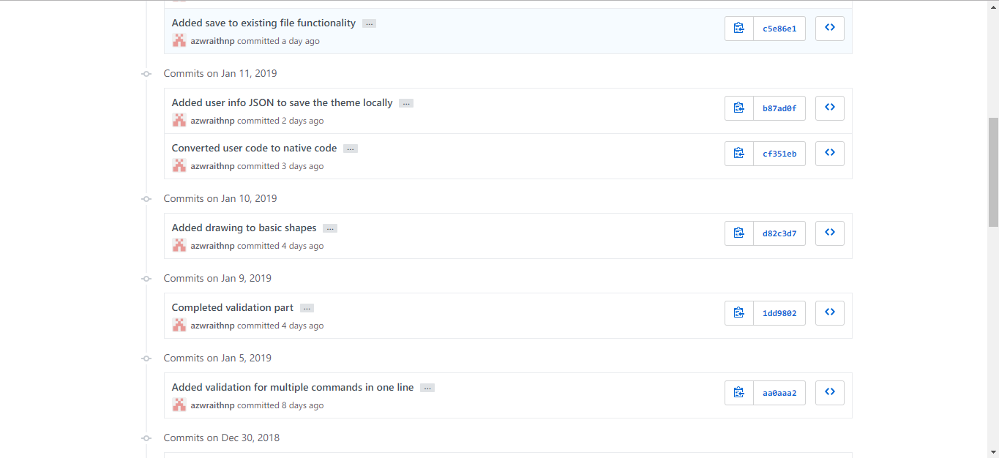 Added save to existing file functionality ...
azwraithnp committed a day ago
c5e86e1
Commits on Jan 11, 2019
Added user info JSON to save the theme locally ...
azwraithnp committed 2 days ago
b87ad0f
Converted user code to native code ...
azwraithnp committed 3 days ago
cf351eb
Commits on Jan 10, 2019
Added drawing to basic shapes ...
azwraithnp committed 4 days ago
d82c3d7
Commits on Jan 9, 2019
Completed validation part ...
azwraithnp committed 4 days ago
1dd9802
Commits on Jan 5, 2019
Added validation for multiple commands in one line ...
azwraithnp committed 8 days ago
aa0aaa2
Commits on Dec 30, 2018